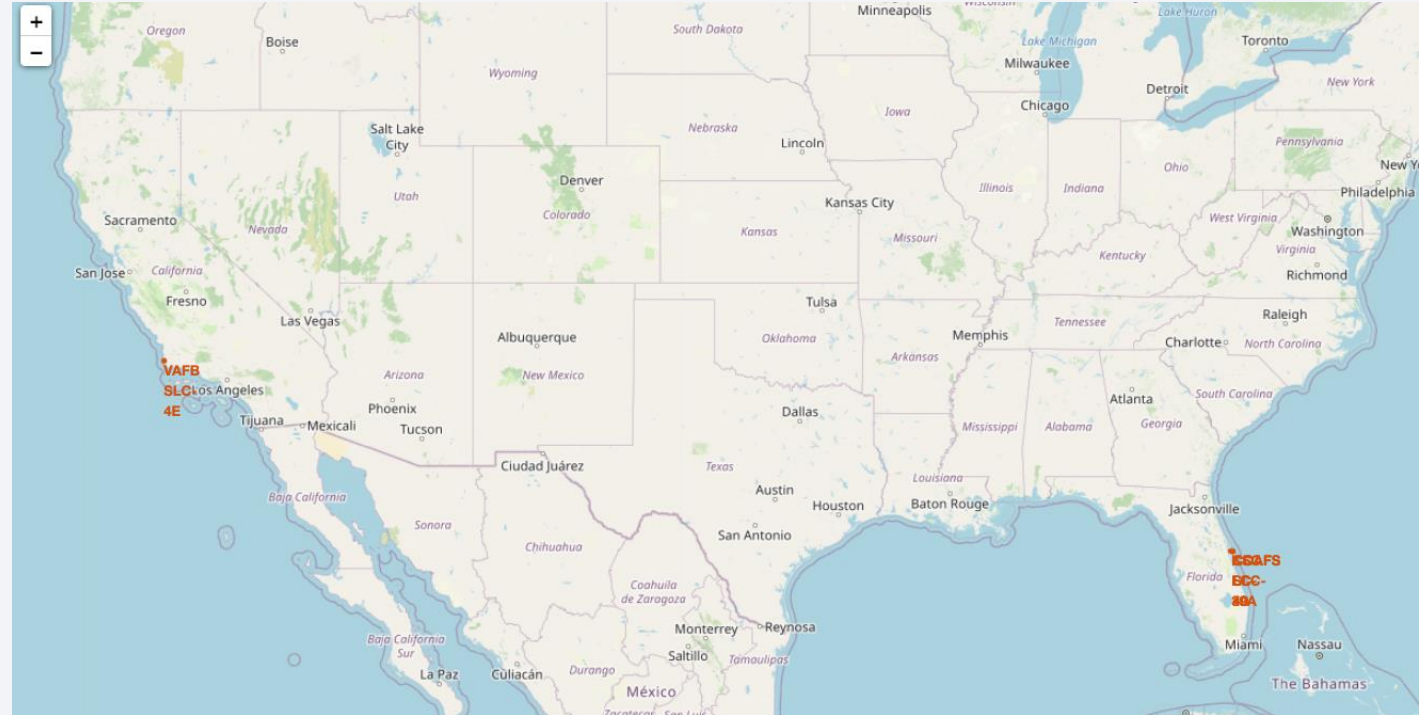 +
−
Oregon
Boise
South Dakota
Minneapolis
Wisconsin
Lake Huron
Toronto
Lake Michigan
Wyoming
Milwaukee
Detroit
New York
Chicago
Iowa
Salt Lake
City
Nebraska
Lincoln
Pennsylvania
Ohio
Denver
Utah
Illinois
Indiana
Philadelphia
Sacramento
Nevada
Colorado
Kansas City
Kansas
Missouri
West Virginia
Washington
Virginia
Kentucky
San Jose
California
Richmond
Fresno
Las Vegas
Tulsa
Raleigh
Albuquerque
Oklahoma
Memphis
Tennessee
Charlotte
North Carolina
Arkansas
VAFB
SLC-
4E
Los Angeles
Arizona
New Mexico
South Carolina
Phoenix
Dallas
Atlanta
Tijuana
Mexicali
Tucson
Mississippi
Alabama
Georgia
Ciudad Juárez
Texas
Louisiana
Baja California
Austin
Houston
Baton Rouge
Jacksonville
Sonora
San Antonio
Chihuahua
Florida
Coahuila
de Zaragoza
Monterrey
Reynosa
Baja California
Sur
Saltillo
Tamaulipas
Miami
Nassau
La Paz
Culiacán
Durango
México
The Bahamas
Zacatecas
San Luis